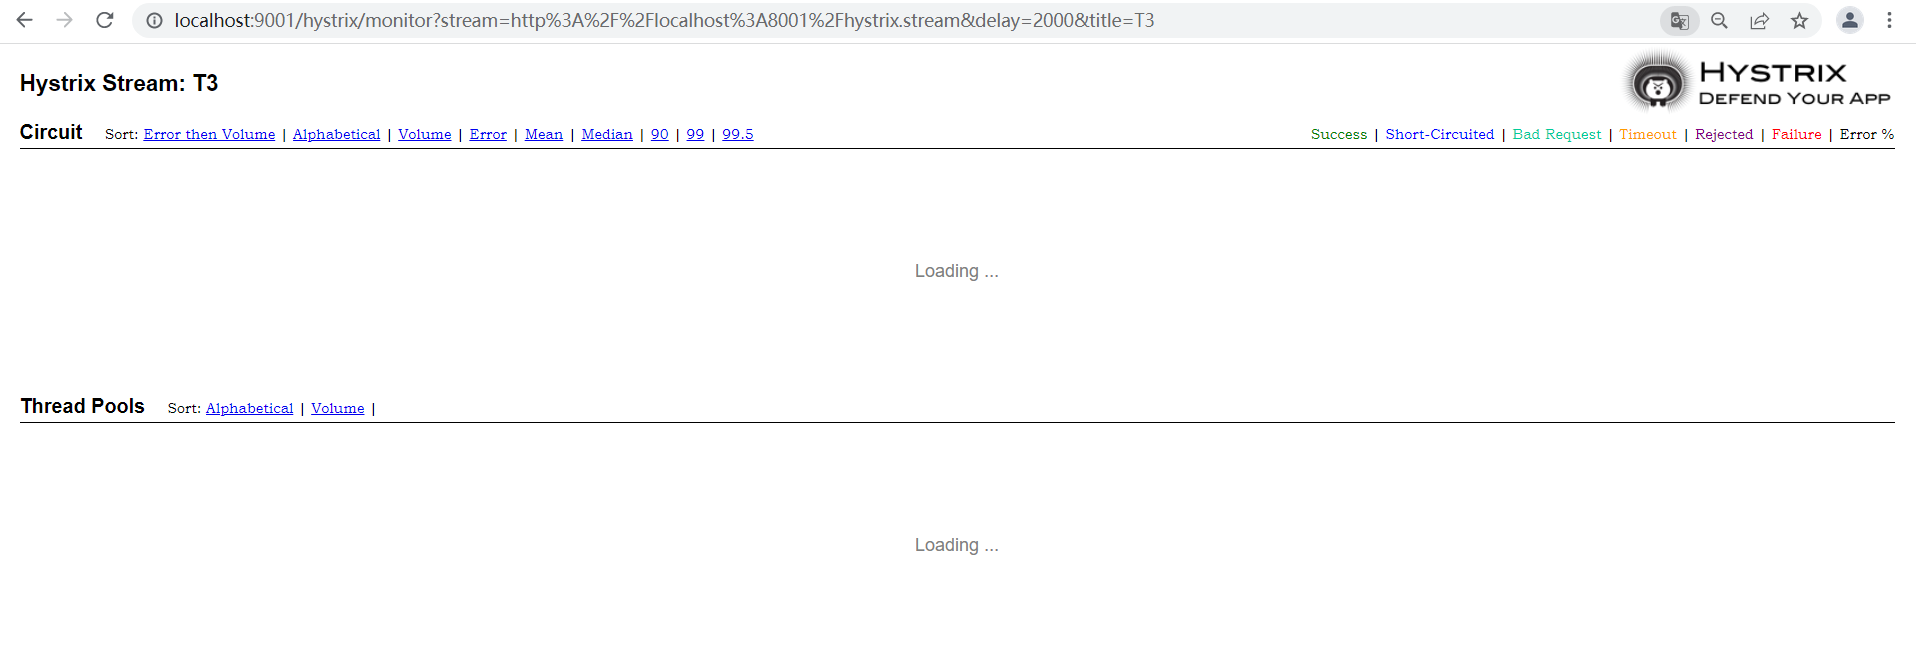 localhost:9001/hystrix/monitor?stream=http%3A%2F%2Flocalhost%3A8001%2Fhystrix.stream&delay=2000&title=T3
Hystrix Stream: T3
HYSTRIX
DEFEND YOUR APP
Circuit Sort: Error then Volume | Alphabetical | Volume | Error | Mean | Median | 90 | 99 | 99.5
Success | Short-Circuited | Bad Request | Timeout | Rejected | Failure | Error %
Loading ...
Thread Pools Sort: Alphabetical | Volume |
Loading ...